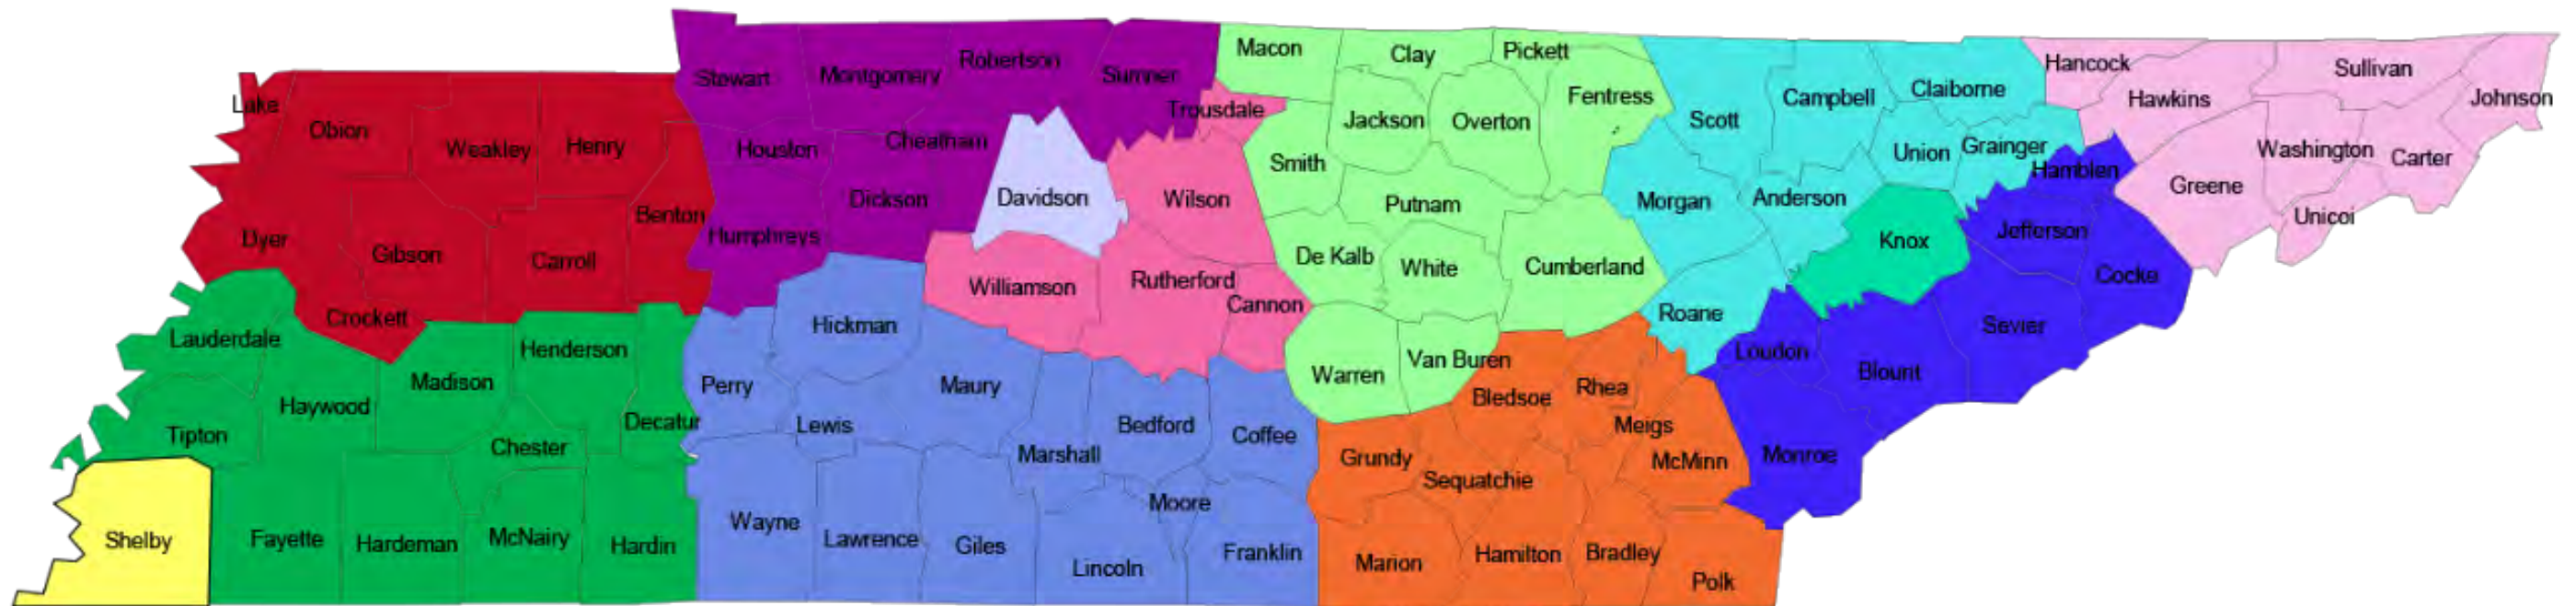 Lake
Obion
Weakley
Henry
Dyer
Gibson
Carroll
Benton
Crockett
Stewart
Montgomery
Robertson
Sumner
Houston
Cheatham
Dickson
Humphreys
Davidson
Trousdale
Wilson
Williamson
Rutherford
Cannon
Macon
Clay
Pickett
Fentress
Jackson
Overton
Smith
Putnam
De Kalb
White
Cumberland
Warren
Van Buren
Scott
Campbell
Claiborne
Union
Grainger
Morgan
Anderson
Roane
Knox
Hancock
Hawkins
Sullivan
Johnson
Greene
Washington
Carter
Unicoi
Hamblen
Jefferson
Cocke
Sevier
Loudon
Blount
Monroe
Lauderdale
Haywood
Madison
Henderson
Decatur
Tipton
Chester
Fayette
Hardeman
McNairy
Hardin
Shelby
Perry
Hickman
Lewis
Maury
Marshall
Bedford
Coffee
Wayne
Lawrence
Giles
Lincoln
Moore
Franklin
Bledsoe
Rhea
Meigs
McMinn
Grundy
Sequatchie
Marion
Hamilton
Bradley
Polk